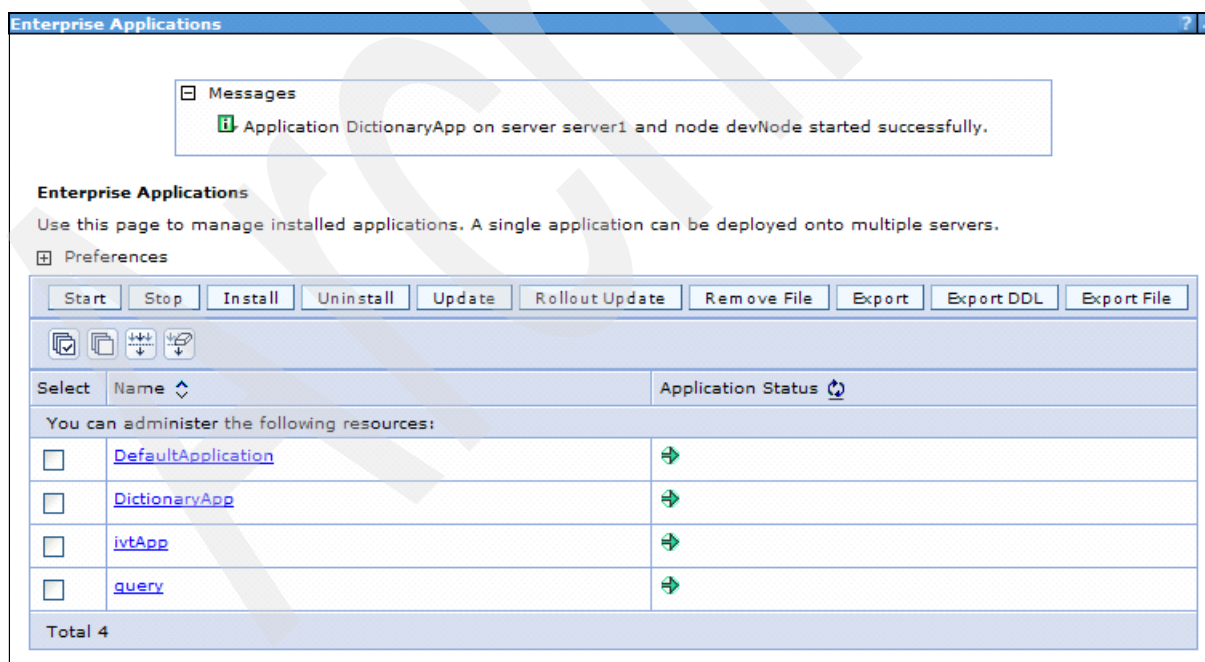 Enterprise Applications ?
Messages
Application DictionaryApp on server server1 and node devNode started successfully.
Enterprise Applications
Use this page to manage installed applications. A single application can be deployed onto multiple servers.
Preferences
Start Stop Install Uninstall Update Rollout Update Remove File Export Export DDL Export File
Select Name Application Status
You can administer the following resources:
DefaultApplication
DictionaryApp
ivtApp
query
Total 4